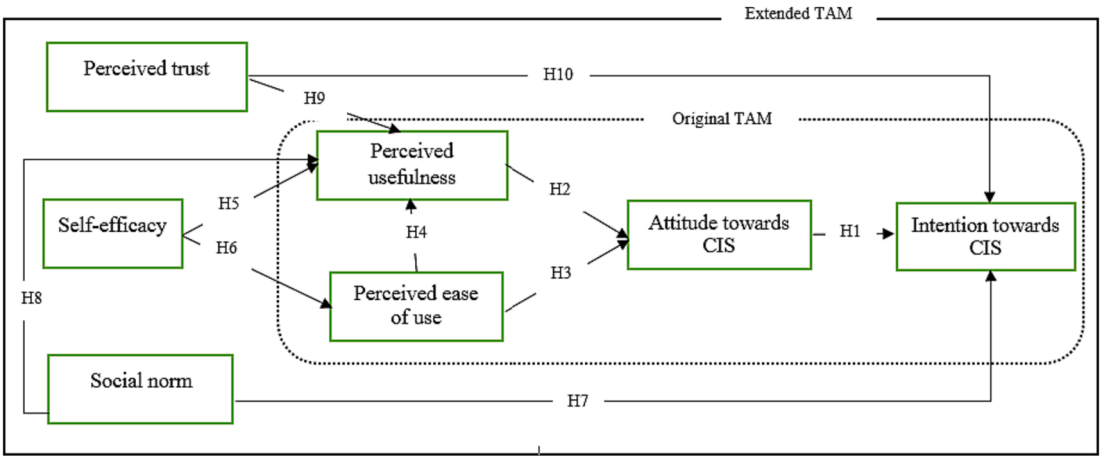 Extended TAM
Perceived trust
H10
H9
Original TAM
Perceived
usefulness
H2
H5
Self-efficacy
Attitude towards
CIS
H1
Intention towards
CIS
H4
H6
H3
H8
Perceived ease
of use
Social norm
H7